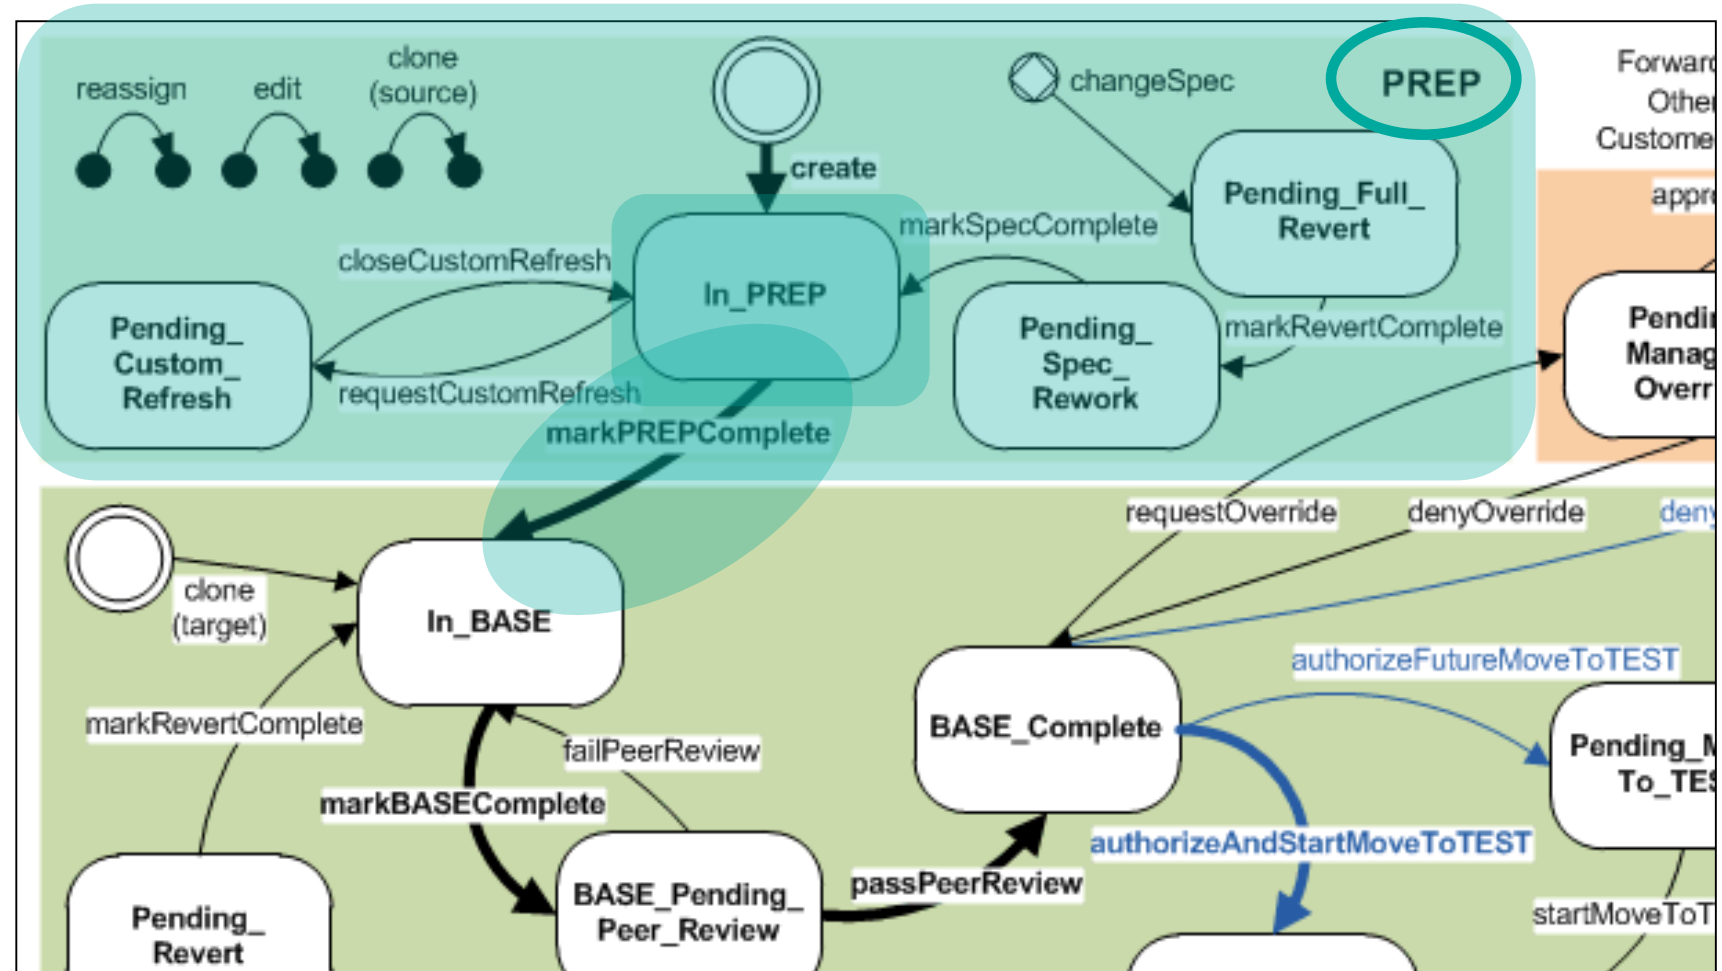 clone
(source)
reassign
edit
changeSpec
PREP
create
Pending_Full_
Revert
markSpecComplete
closeCustomRefresh
In_PREP
Pending_
Custom_
Refresh
Pending_
Spec_
Rework
markRevertComplete
requestCustomRefresh
markPREPComplete
requestOverride
denyOverride
clone
(target)
In_BASE
authorizeFutureMoveToTEST
markRevertComplete
failPeerReview
BASE_Complete
markBASEComplete
authorizeAndStartMoveToTEST
passPeerReview
BASE_Pending_
Peer_Review
Pending_
Revert